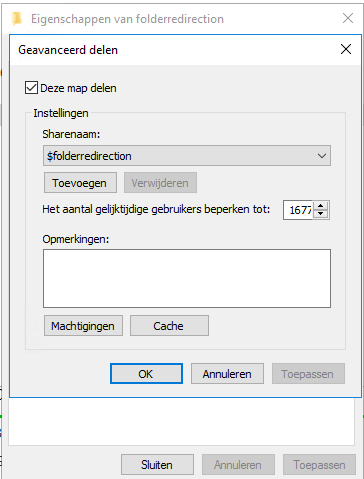 Eigenschappen van folderredirection
Geavanceerd delen
Deze map delen
Instellingen
Sharenaam:
$folderredirection
Toevoegen
Verwijderen
Het aantal gelijktijdige gebruikers beperken tot:
1677
Opmerkingen:
Machtigingen
Cache
OK
Annuleren
Toepassen
Sluiten
Annuleren
Toepassen